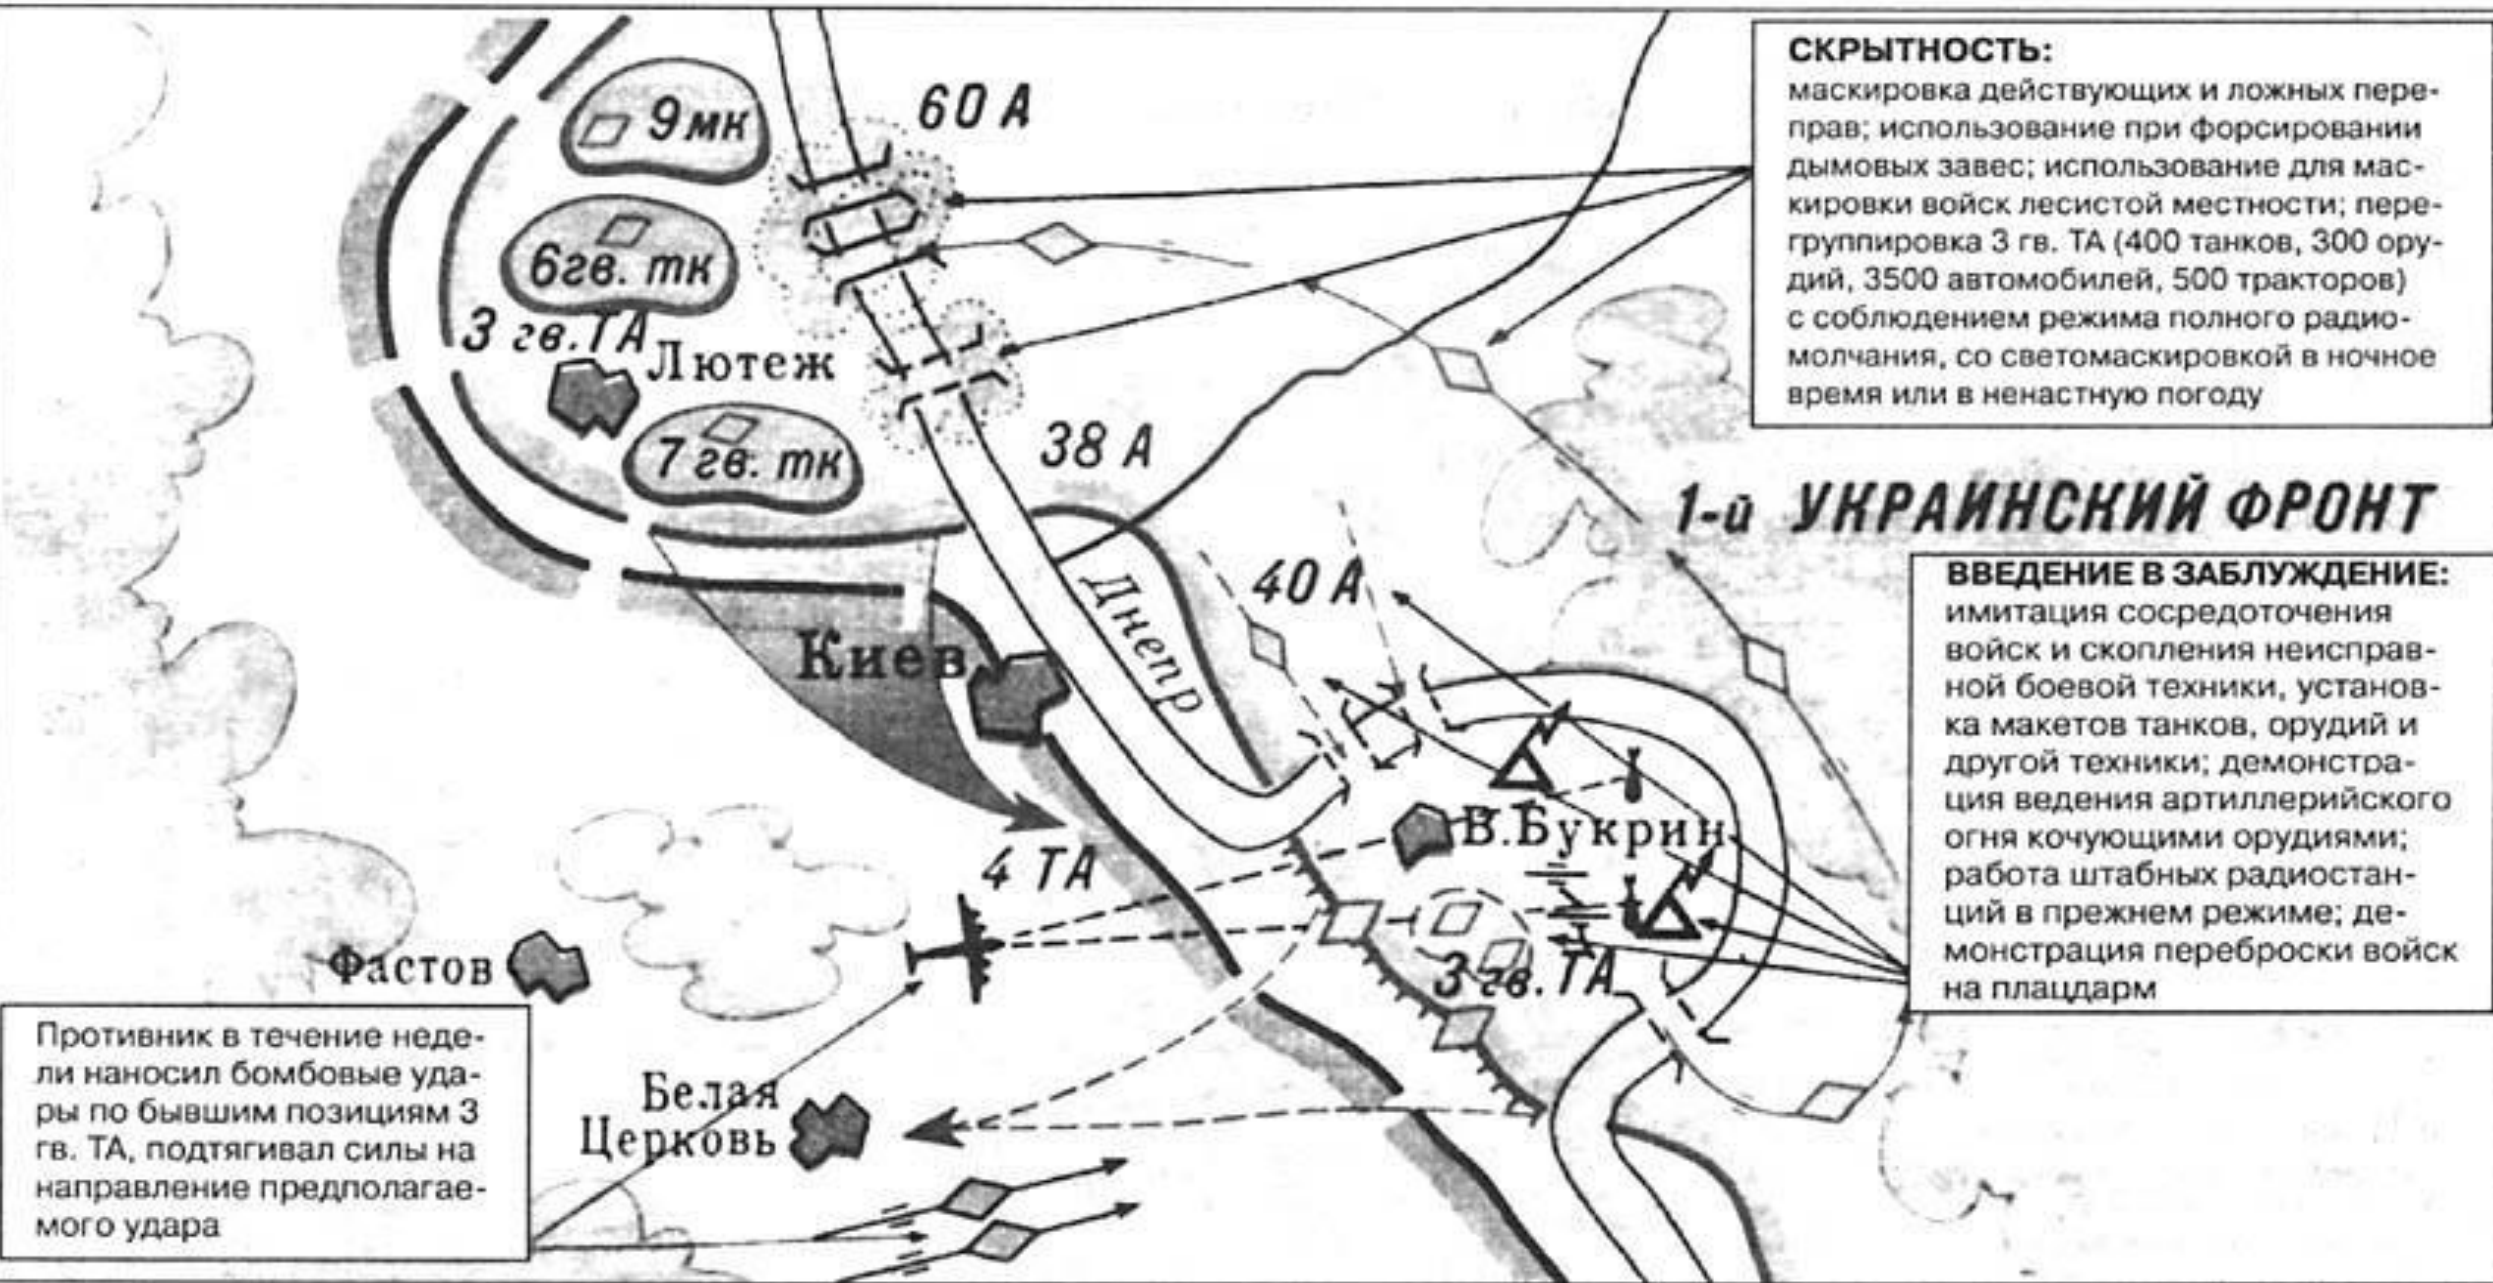 СКРЫТНОСТЬ:
маскировка действующих и ложных пере-
прав; использование при форсировании
дымовых завес; использование для мас-
кировки войск лесистой местности; пере-
группировка 3 гв. ТА (400 танков, 300 ору-
дий, 3500 автомобилей, 500 тракторов)
с соблюдением режима полного радио-
молчания, со светомаскировкой в ночное
время или в ненастную погоду
60 А
9 мк
6 гв. тк
3 гв. ТА
Лютеж
7 гв. тк
38 А
1-й УКРАИНСКИЙ ФРОНТ
40 А
Днепр
Киев
ВВЕДЕНИЕ В ЗАБЛУЖДЕНИЕ:
имитация сосредоточения
войск и скопления неисправ-
ной боевой техники, установ-
ка макетов танков, орудий и
другой техники; демонстра-
ция ведения артиллерийского
огня кочующими орудиями;
работа штабных радиостан-
ций в прежнем режиме; де-
монстрация переброски войск
на плацдарм
В. Букрин
4 ТА
3 гв. ТА
Фастов
Белая
Церковь
Противник в течение неде-
ли наносил бомбовые уда-
ры по бывшим позициям 3
гв. ТА, подтягивал силы на
направление предполагае-
мого удара